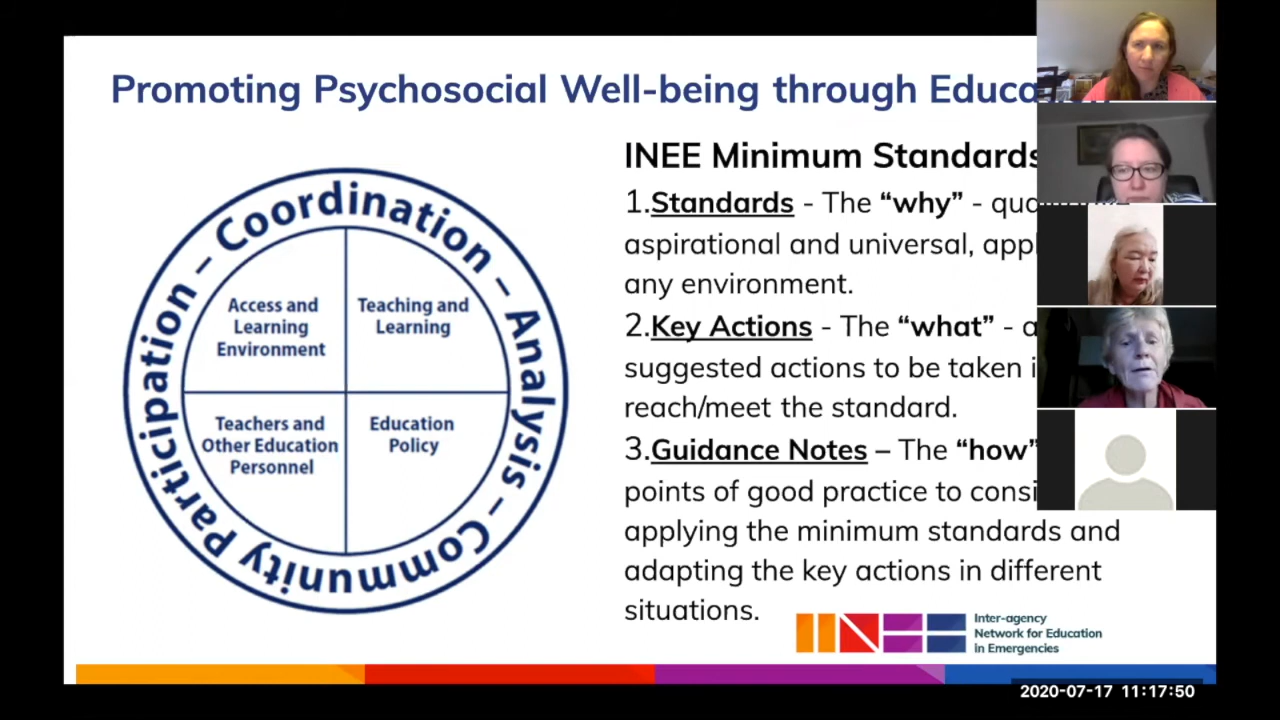 Promoting Psychosocial Well-being through
INEE Minimum Standards
1.Standards - The “why” -
aspirational and universal,
any environment.
2.Key Actions - The “what” -
suggested actions to be taken
reach/meet the standard.
3.Guidance Notes – The “how”
points of good practice to
applying the minimum standards and
adapting the key actions in different
situations.
Coordination – Analysis – Community Participation –
Access and
Learning
Environment
Teaching and
Learning
Teachers and
Other Education
Personnel
Education
Policy
INEE
Inter-agency
Network for Education
in Emergencies
2020-07-17 11:17:50